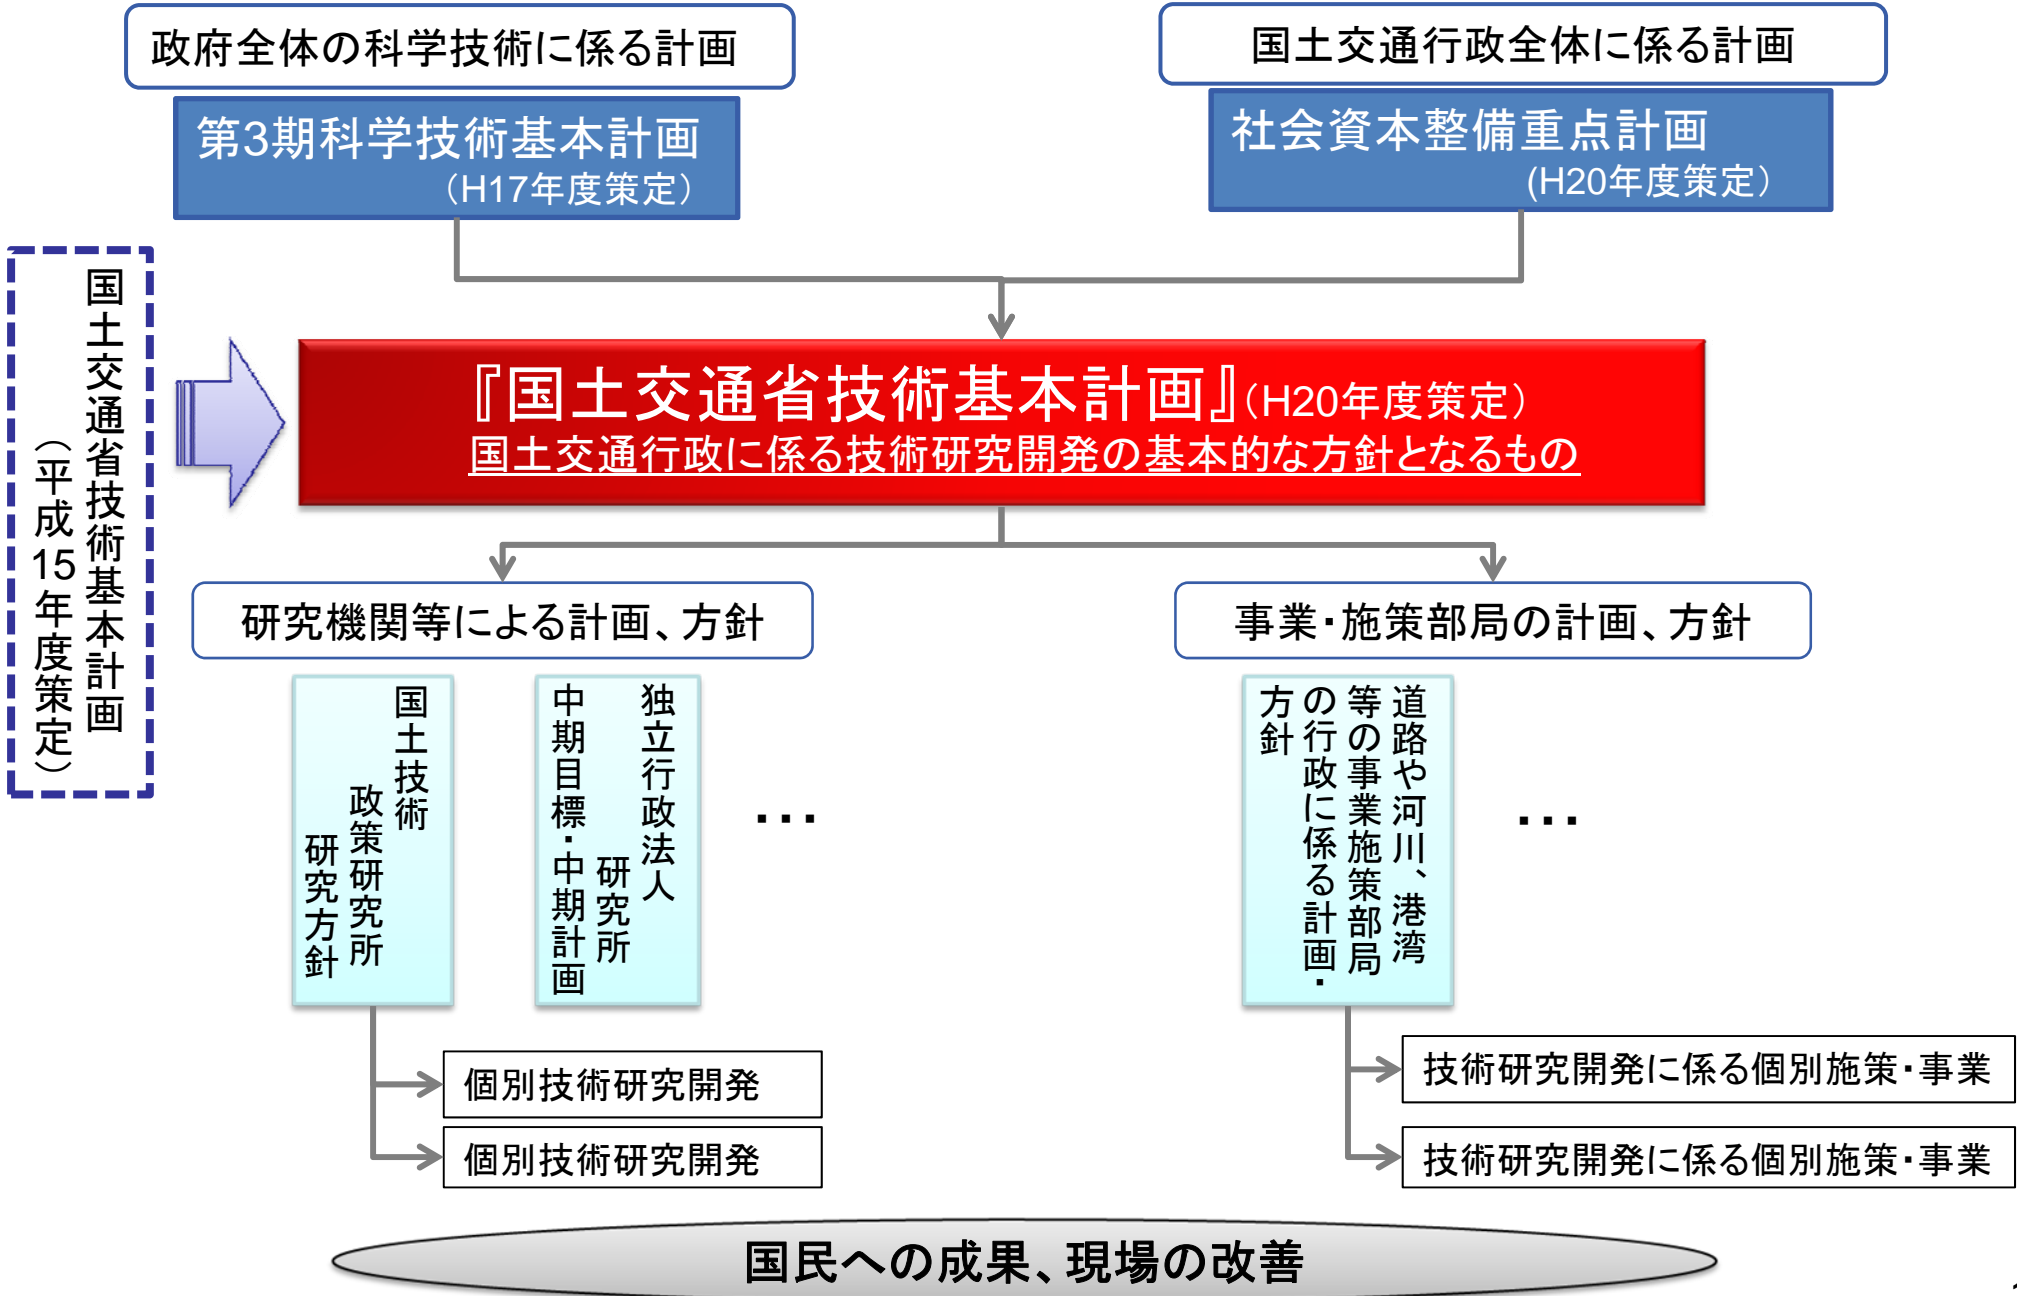 政府全体の科学技術に係る計画
国土交通行政全体に係る計画
第3期科学技術基本計画
（H17年度策定）
社会資本整備重点計画
(H20年度策定）
国土交通省技術基本計画
（平成15年度策定）
『国土交通省技術基本計画』（H20年度策定）
国土交通行政に係る技術研究開発の基本的な方針となるもの
研究機関等による計画、方針
事業・施策部局の計画、方針
国土技術
政策研究所
研究方針
独立行政法人
研究所
中期目標・中期計画
・・・
道路や河川、港湾
等の事業施策部局
の行政に係る計画・
方針
・・・
個別技術研究開発
個別技術研究開発
技術研究開発に係る個別施策・事業
技術研究開発に係る個別施策・事業
国民への成果、現場の改善